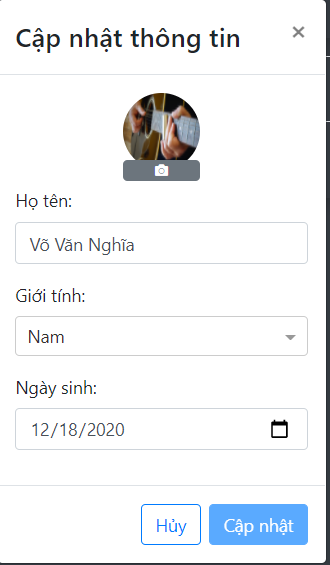 Cập nhật thông tin ×
Họ tên:
Võ Văn Nghĩa
Giới tính:
Nam
Ngày sinh:
12/18/2020
Hủy Cập nhật